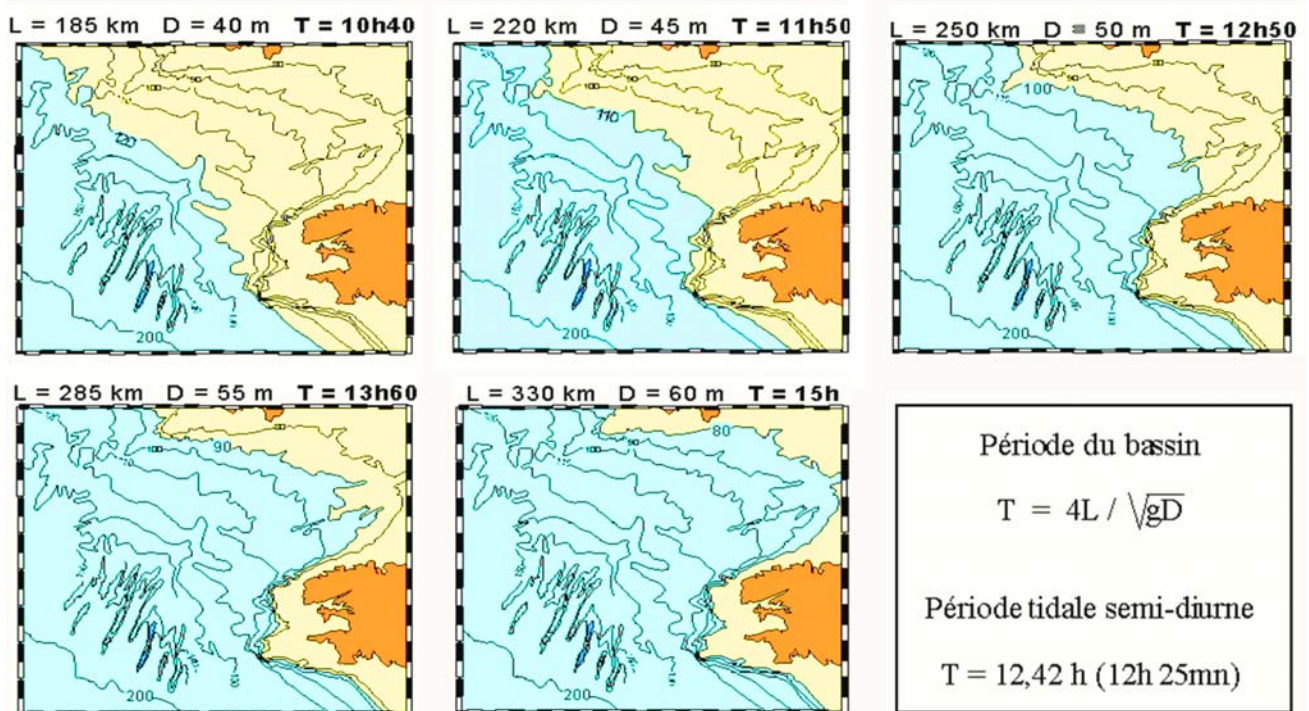 L = 185 km D = 40 m T = 10h40
L = 220 km D = 45 m T = 11h50
L = 250 km D = 50 m T = 12h50
120
110
100
200
200
200
L = 285 km D = 55 m T = 13h60
L = 330 km D = 60 m T = 15h
90
80
200
200
Période du bassin
T = 4L / √gD
Période tidale semi-diurne
T = 12,42 h (12h 25mn)